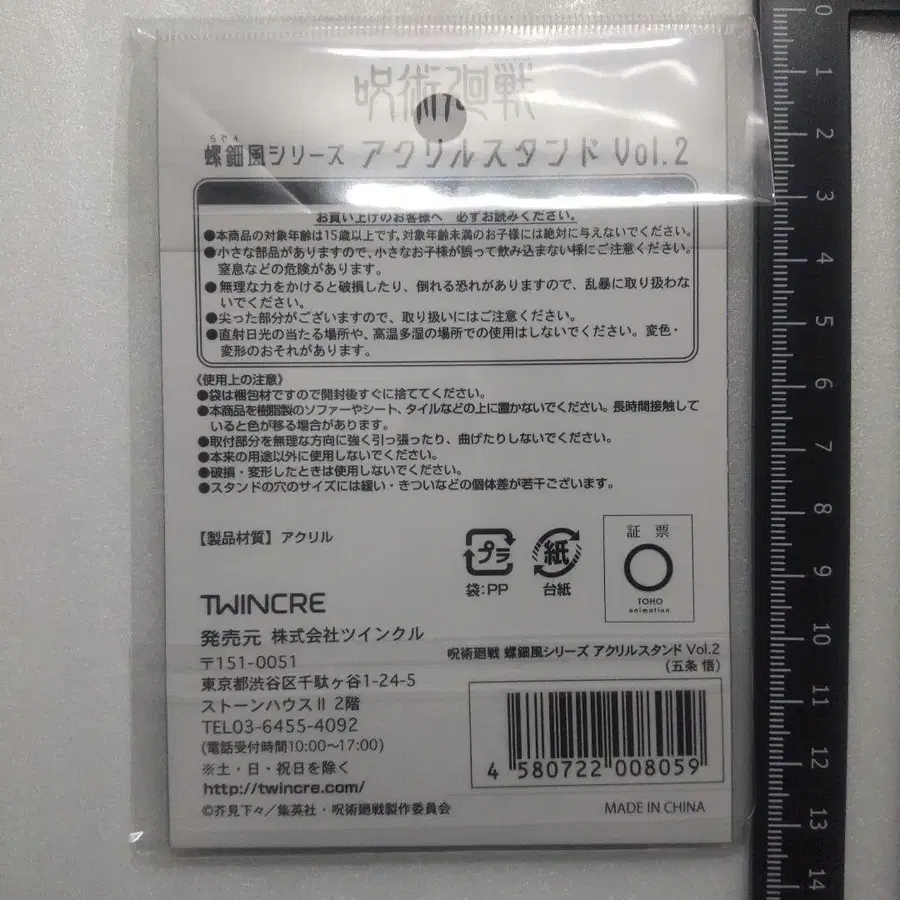 呪術廻戦
らでん
螺鈿風シリーズ アクリルスタンド Vol.2
お買い上げのお客様へ 必ずお読みください。
●本商品の対象年齢は15歳以上です。対象年齢未満のお子様には絶対に与えないでください。
●小さな部品がありますので、小さなお子様が誤って飲み込まない様にご注意ください。
窒息などの危険があります。
●無理な力をかけると破損したり、倒れる恐れがありますので、乱暴に取り扱わな
いでください。
●尖った部分がございますので、取り扱いにはご注意ください。
●直射日光の当たる場所や、高温多湿の場所での使用はしないでください。変色・
変形のおそれがあります。
《使用上の注意》
●袋は梱包材ですので開封後すぐに捨ててください。
●本商品を樹脂製のソファーやシート、タイルなどの上に置かないでください。長時間接触して
いると色が移る場合があります。
●取付部分を無理な方向に強く引っ張ったり、曲げたりしないでください。
●本来の用途以外に使用しないでください。
●破損・変形したときは使用しないでください。
●スタンドの穴のサイズには緩い・きついなどの個体差が若干ございます。
【製品材質】アクリル
プラ
袋:PP
紙
台紙
証票
TOHO
animation
TWINCRE
発売元 株式会社ツインクル
〒151-0051
東京都渋谷区千駄ヶ谷1-24-5
ストーンハウスⅡ 2階
TEL03-6455-4092
(電話受付時間10:00〜17:00)
※土・日・祝日を除く
http://twincre.com/
©芥見下々/集英社・呪術廻戦製作委員会
呪術廻戦 螺鈿風シリーズ アクリルスタンド Vol.2
(五条 悟)
4 580722 008059
MADE IN CHINA
0
1
2
3
4
5
6
7
8
9
10
11
12
13
14